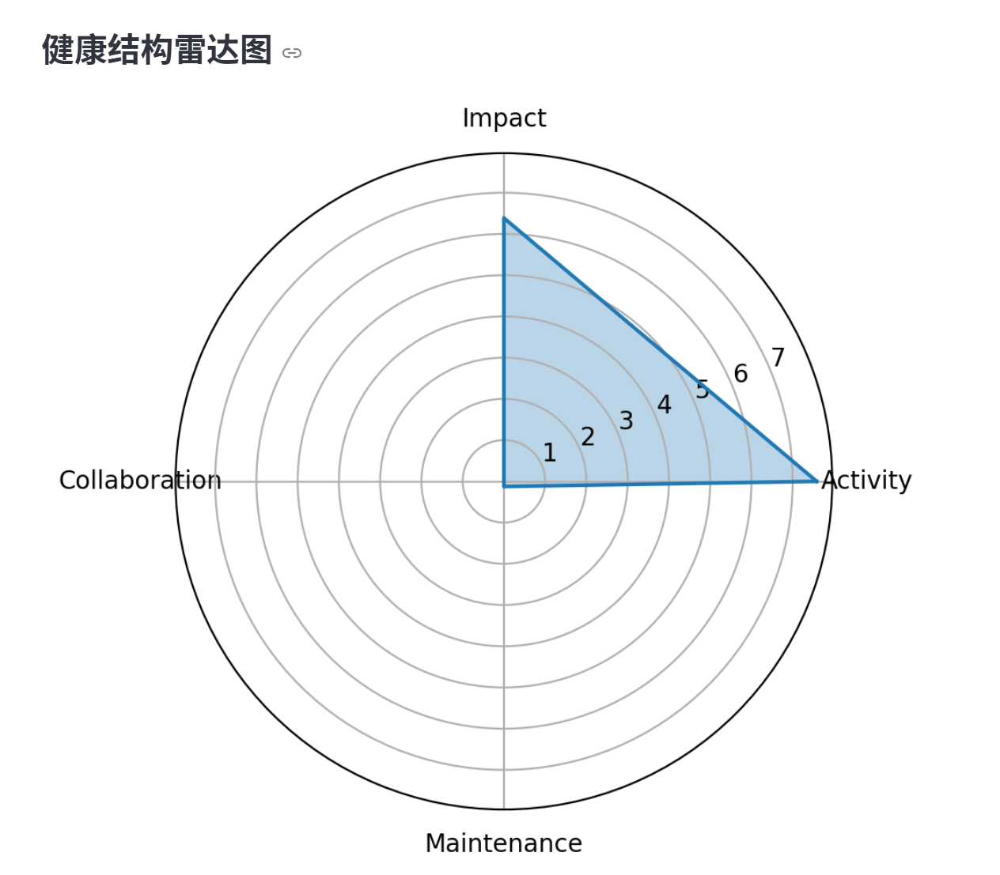 健康结构雷达图
Impact
7
6
5
4
3
2
1
Collaboration
Activity
Maintenance